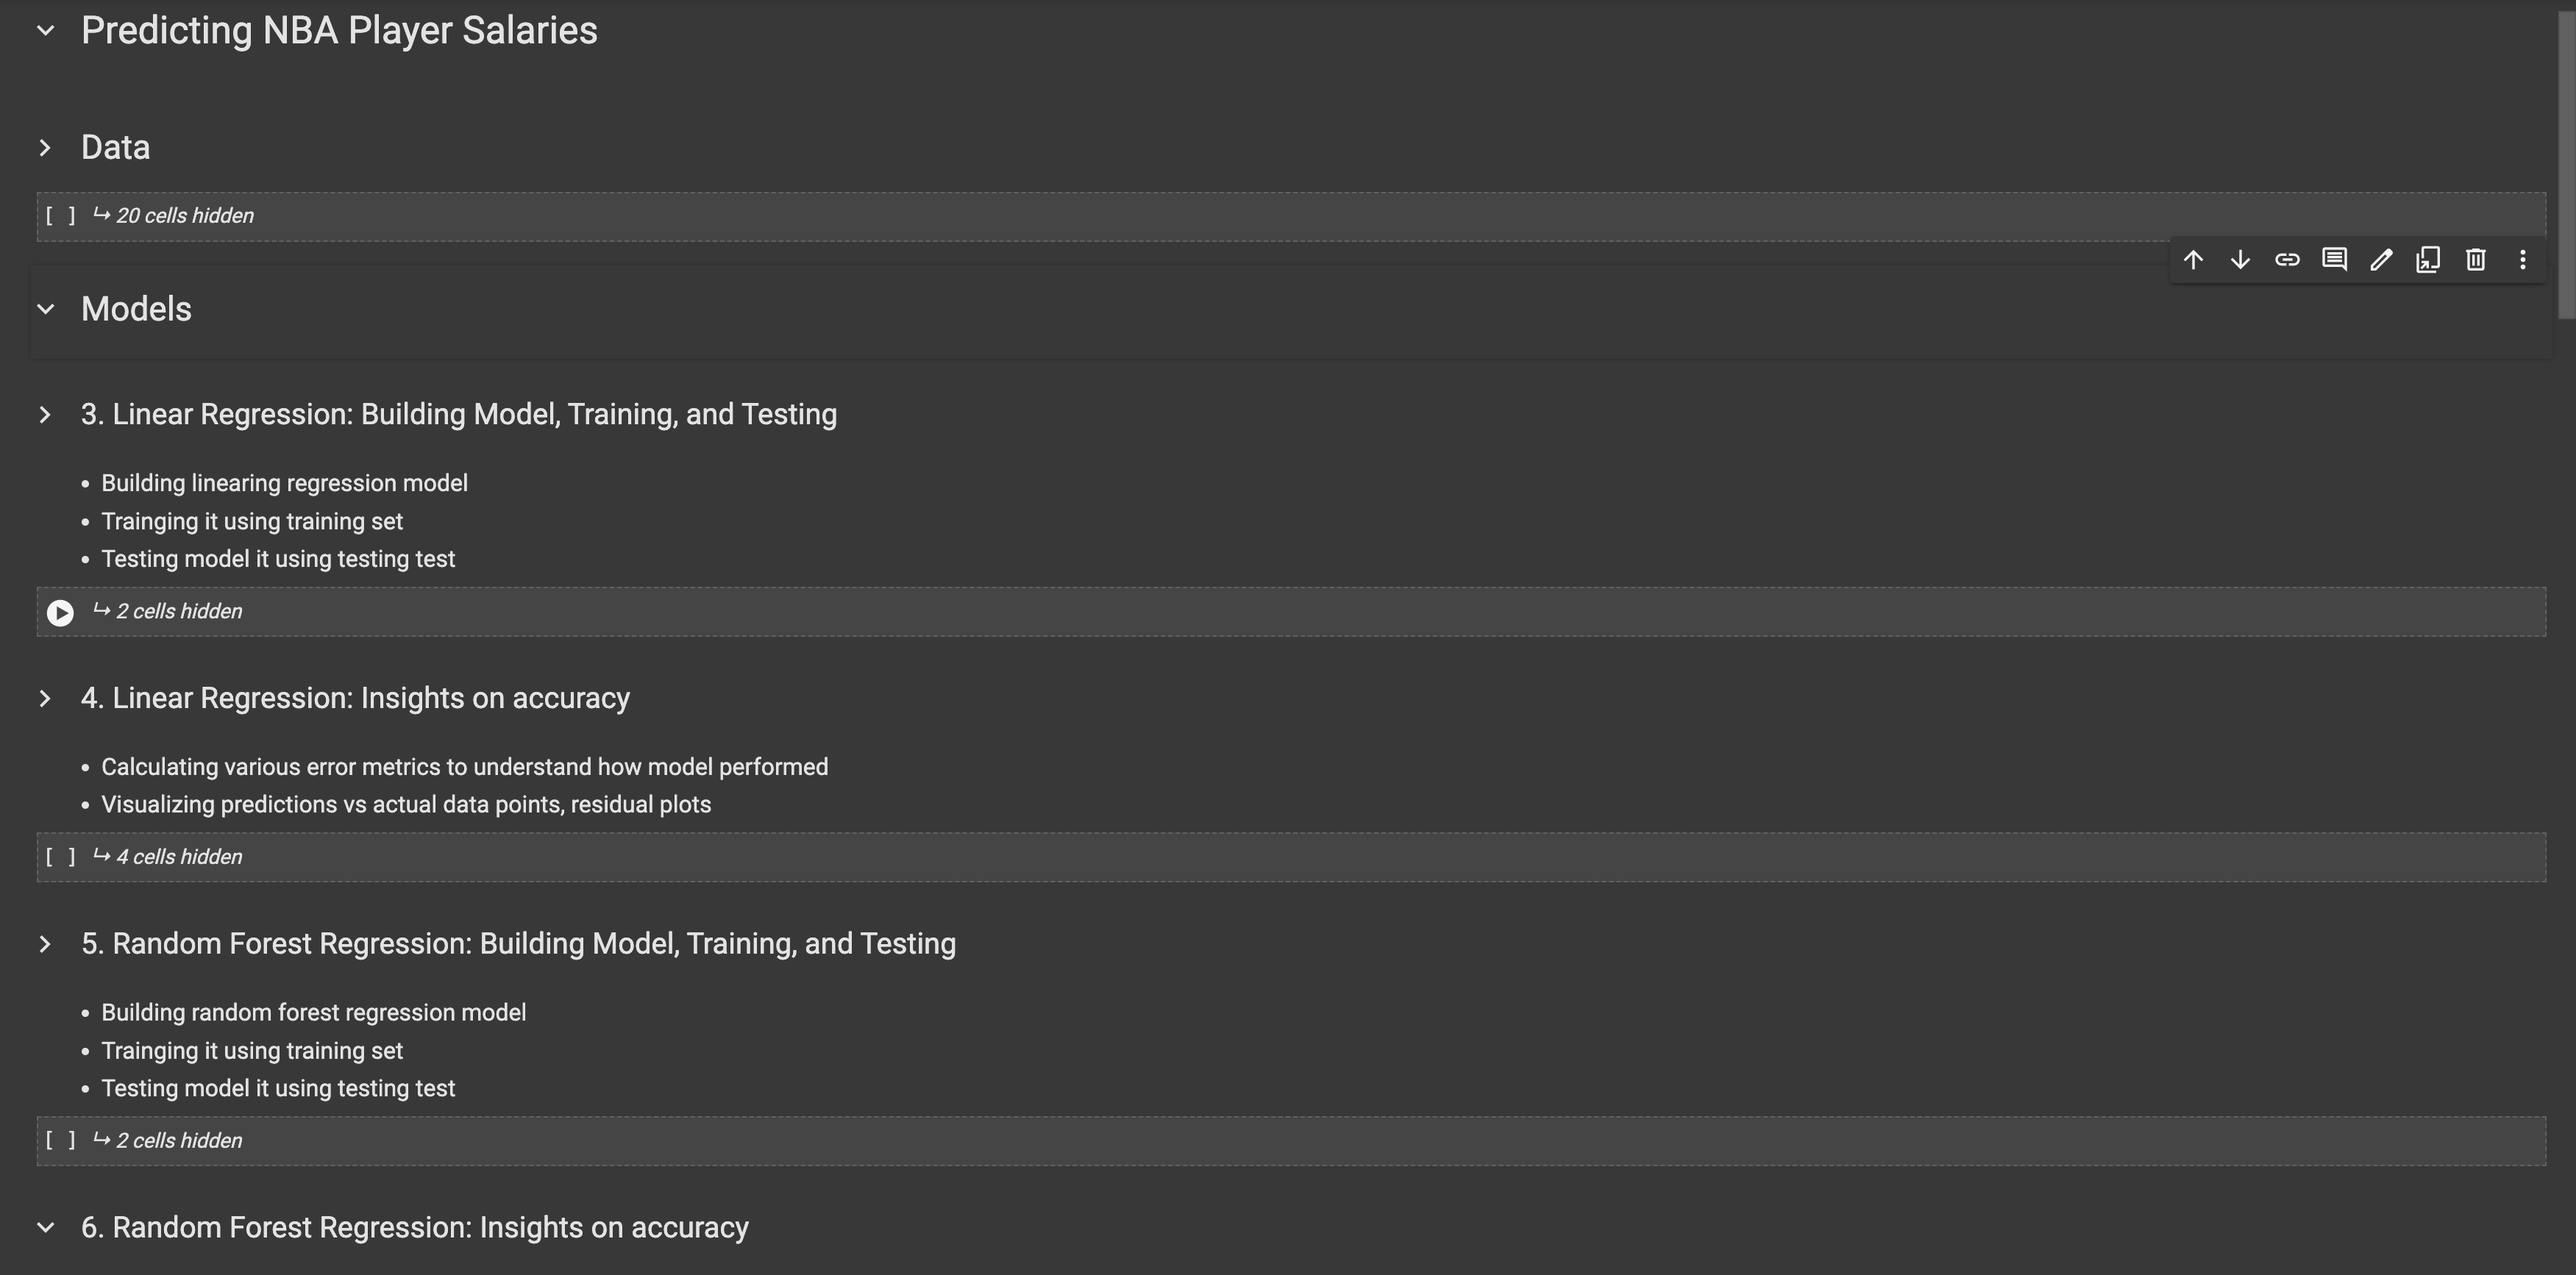 Predicting NBA Player Salaries
Data
[ ] ↳ 20 cells hidden
Models
3. Linear Regression: Building Model, Training, and Testing
• Building linearing regression model
• Trainging it using training set
• Testing model it using testing test
↳ 2 cells hidden
4. Linear Regression: Insights on accuracy
• Calculating various error metrics to understand how model performed
• Visualizing predictions vs actual data points, residual plots
[ ] ↳ 4 cells hidden
5. Random Forest Regression: Building Model, Training, and Testing
• Building random forest regression model
• Trainging it using training set
• Testing model it using testing test
[ ] ↳ 2 cells hidden
6. Random Forest Regression: Insights on accuracy